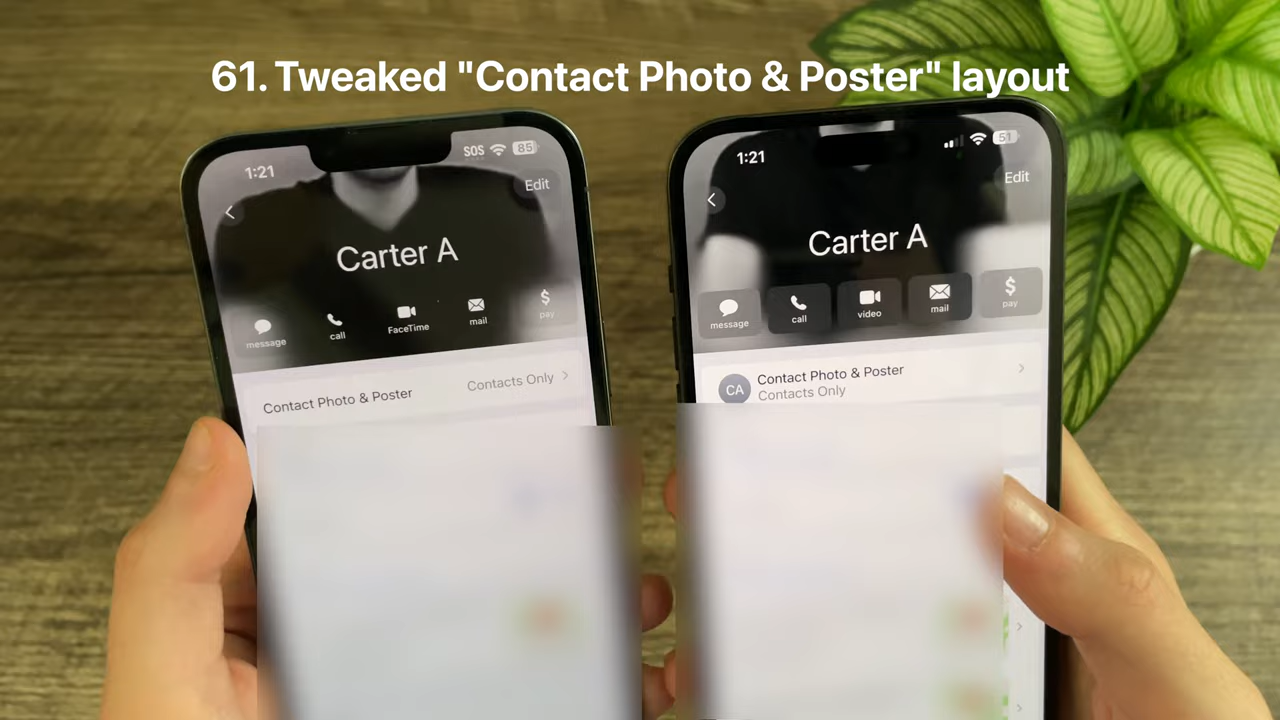 61. Tweaked "Contact Photo & Poster" layout
1:21
SOS
85
Edit
Carter A
message
call
FaceTime
mail
pay
Contact Photo & Poster
Contacts Only
1:21
51
Edit
Carter A
message
call
video
mail
pay
CA
Contact Photo & Poster
Contacts Only